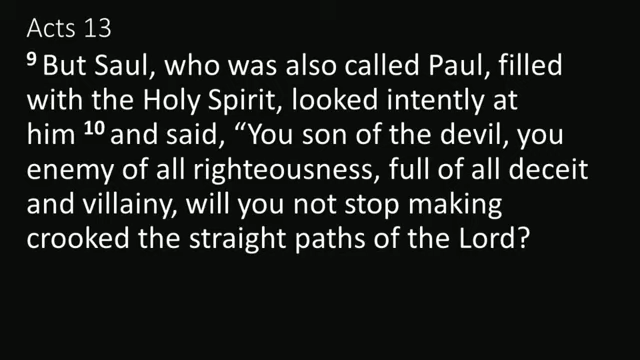 Acts 13
9 But Saul, who was also called Paul, filled
with the Holy Spirit, looked intently at
him 10 and said, “You son of the devil, you
enemy of all righteousness, full of all deceit
and villainy, will you not stop making
crooked the straight paths of the Lord?